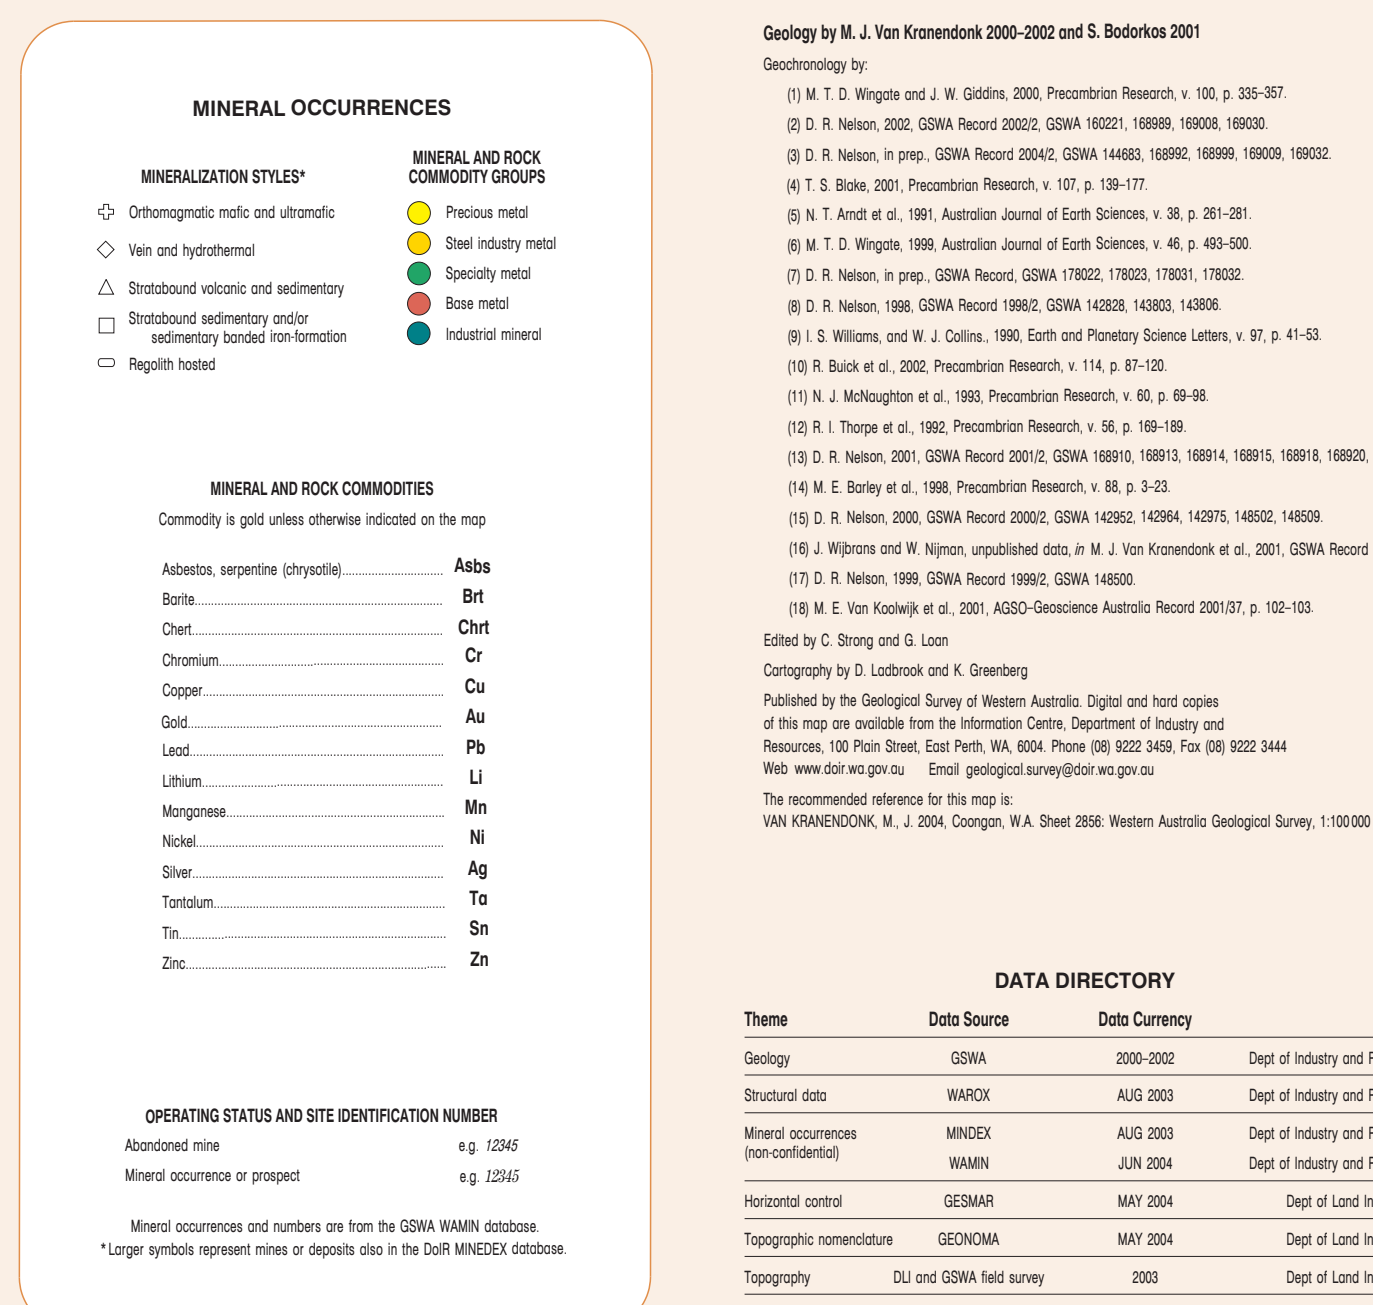 MINERAL OCCURRENCES
MINERALIZATION STYLES*
Orthomagmatic mafic and ultramafic
Vein and hydrothermal
Stratabound volcanic and sedimentary
Stratabound sedimentary and/or
sedimentary banded iron-formation
Regolith hosted
MINERAL AND ROCK
COMMODITY GROUPS
Precious metal
Steel industry metal
Specialty metal
Base metal
Industrial mineral
MINERAL AND ROCK COMMODITIES
Commodity is gold unless otherwise indicated on the map
Asbestos, serpentine (chrysotile) Asbs
Barite Brt
Chert Chrt
Chromium Cr
Copper Cu
Gold Au
Lead Pb
Lithium Li
Manganese Mn
Nickel Ni
Silver Ag
Tantalum Ta
Tin Sn
Zinc Zn
OPERATING STATUS AND SITE IDENTIFICATION NUMBER
Abandoned mine e.g. 12345
Mineral occurrence or prospect e.g. 12345
Mineral occurrences and numbers are from the GSWA WAMIN database.
* Larger symbols represent mines or deposits also in the DoIR MINEDEX database.
Geology by M. J. Van Kranendonk 2000–2002 and S. Bodorkos 2001
Geochronology by:
(1) M. T. D. Wingate and J. W. Giddins, 2000, Precambrian Research, v. 100, p. 335–357.
(2) D. R. Nelson, 2002, GSWA Record 2002/2, GSWA 160221, 168989, 169008, 169030.
(3) D. R. Nelson, in prep., GSWA Record 2004/2, GSWA 144683, 168992, 168999, 169009, 169032.
(4) T. S. Blake, 2001, Precambrian Research, v. 107, p. 139–177.
(5) N. T. Arndt et al., 1991, Australian Journal of Earth Sciences, v. 38, p. 261–281.
(6) M. T. D. Wingate, 1999, Australian Journal of Earth Sciences, v. 46, p. 493–500.
(7) D. R. Nelson, in prep., GSWA Record, GSWA 178022, 178023, 178031, 178032.
(8) D. R. Nelson, 1998, GSWA Record 1998/2, GSWA 142828, 143803, 143806.
(9) I. S. Williams, and W. J. Collins., 1990, Earth and Planetary Science Letters, v. 97, p. 41–53.
(10) R. Buick et al., 2002, Precambrian Research, v. 114, p. 87–120.
(11) N. J. McNaughton et al., 1993, Precambrian Research, v. 60, p. 69–98.
(12) R. I. Thorpe et al., 1992, Precambrian Research, v. 56, p. 169–189.
(13) D. R. Nelson, 2001, GSWA Record 2001/2, GSWA 168910, 168913, 168914, 168915, 168918, 168920,
(14) M. E. Barley et al., 1998, Precambrian Research, v. 88, p. 3–23.
(15) D. R. Nelson, 2000, GSWA Record 2000/2, GSWA 142952, 142964, 142975, 148502, 148509.
(16) J. Wijbrans and W. Nijman, unpublished data, in M. J. Van Kranendonk et al., 2001, GSWA Record
(17) D. R. Nelson, 1999, GSWA Record 1999/2, GSWA 148500.
(18) M. E. Van Koolwijk et al., 2001, AGSO–Geoscience Australia Record 2001/37, p. 102–103.
Edited by C. Strong and G. Loan
Cartography by D. Ladbrook and K. Greenberg
Published by the Geological Survey of Western Australia. Digital and hard copies
of this map are available from the Information Centre, Department of Industry and
Resources, 100 Plain Street, East Perth, WA, 6004. Phone (08) 9222 3459, Fax (08) 9222 3444
Web www.doir.wa.gov.au Email geological.survey@doir.wa.gov.au
The recommended reference for this map is:
VAN KRANENDONK, M., J. 2004, Coongan, W.A. Sheet 2856: Western Australia Geological Survey, 1:100 000
DATA DIRECTORY
Theme Data Source Data Currency
Geology GSWA 2000–2002 Dept of Industry and
Structural data WAROX AUG 2003 Dept of Industry and
Mineral occurrences MINDEX AUG 2003 Dept of Industry and
(non-confidential)
WAMIN JUN 2004 Dept of Industry and
Horizontal control GESMAR MAY 2004 Dept of Land
Topographic nomenclature GEONOMA MAY 2004 Dept of Land
Topography DLI and GSWA field survey 2003 Dept of Land